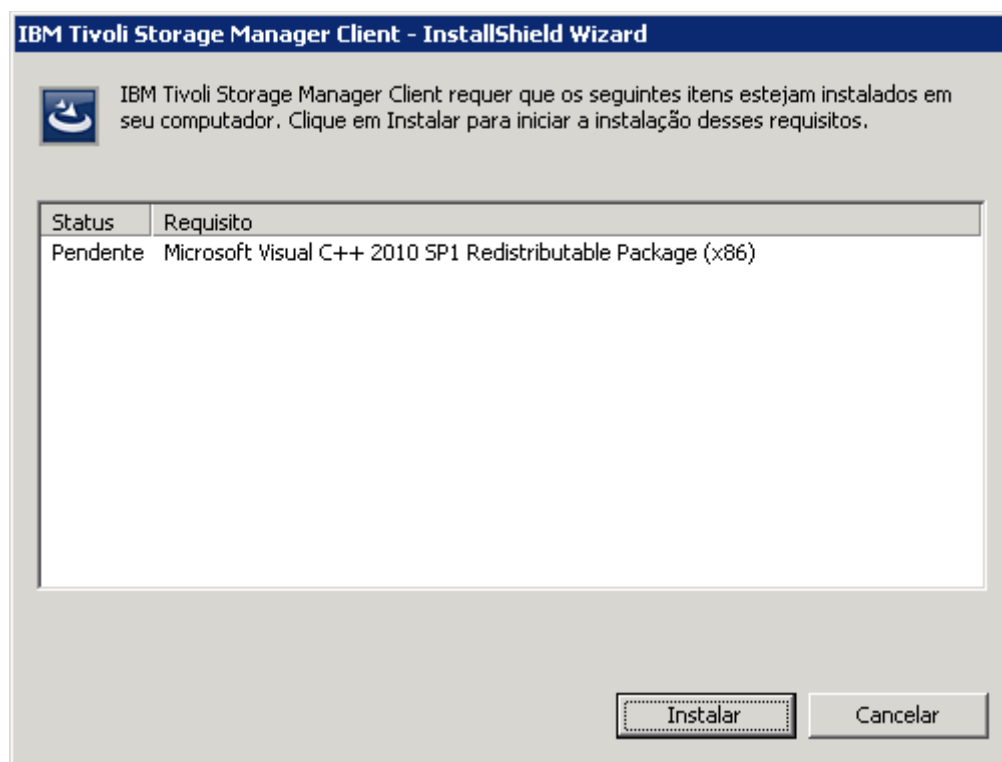 IBM Tivoli Storage Manager Client - InstallShield Wizard
IBM Tivoli Storage Manager Client requer que os seguintes itens estejam instalados em
seu computador. Clique em Instalar para iniciar a instalação desses requisitos.
Status Requisito
Pendente Microsoft Visual C++ 2010 SP1 Redistributable Package (x86)
Instalar Cancelar